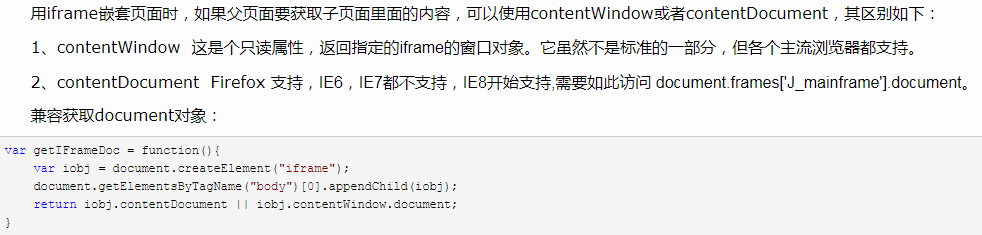 用iframe嵌套页面时，如果父页面要获取子页面里面的内容，可以使用contentWindow或者contentDocument，其区别如下：
1、contentWindow  这是个只读属性，返回指定的iframe的窗口对象。它虽然不是标准的一部分，但各个主流浏览器都支持。
2、contentDocument  Firefox 支持，IE6，IE7都不支持，IE8开始支持,需要如此访问 document.frames['J_mainframe'].document。
兼容获取document对象：
var getIFrameDoc = function(){
    var iobj = document.createElement("iframe");
    document.getElementsByTagName("body")[0].appendChild(iobj);
    return iobj.contentDocument || iobj.contentWindow.document;
}